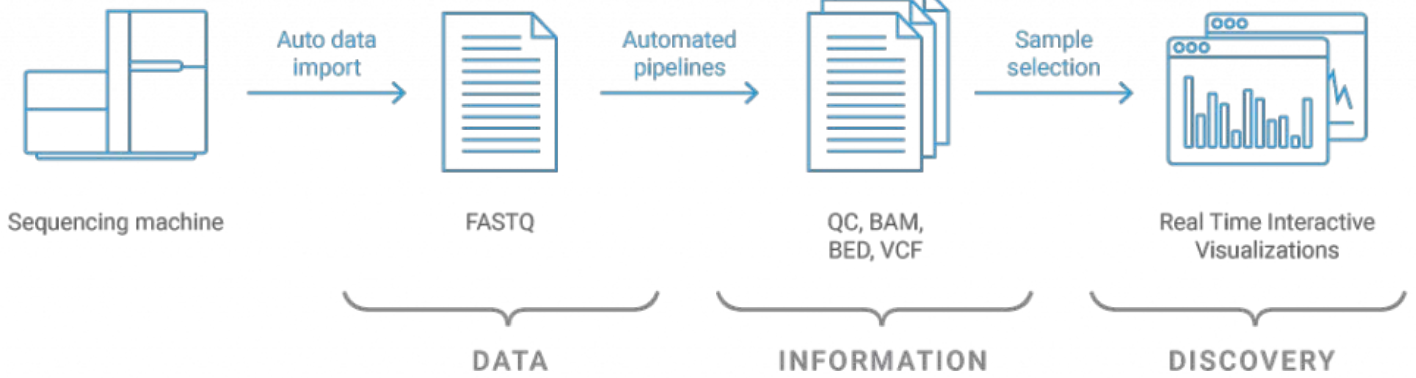 Auto data
import
Automated
pipelines
Sample
selection
Sequencing machine
FASTQ
QC, BAM,
BED, VCF
Real Time Interactive
Visualizations
DATA
INFORMATION
DISCOVERY